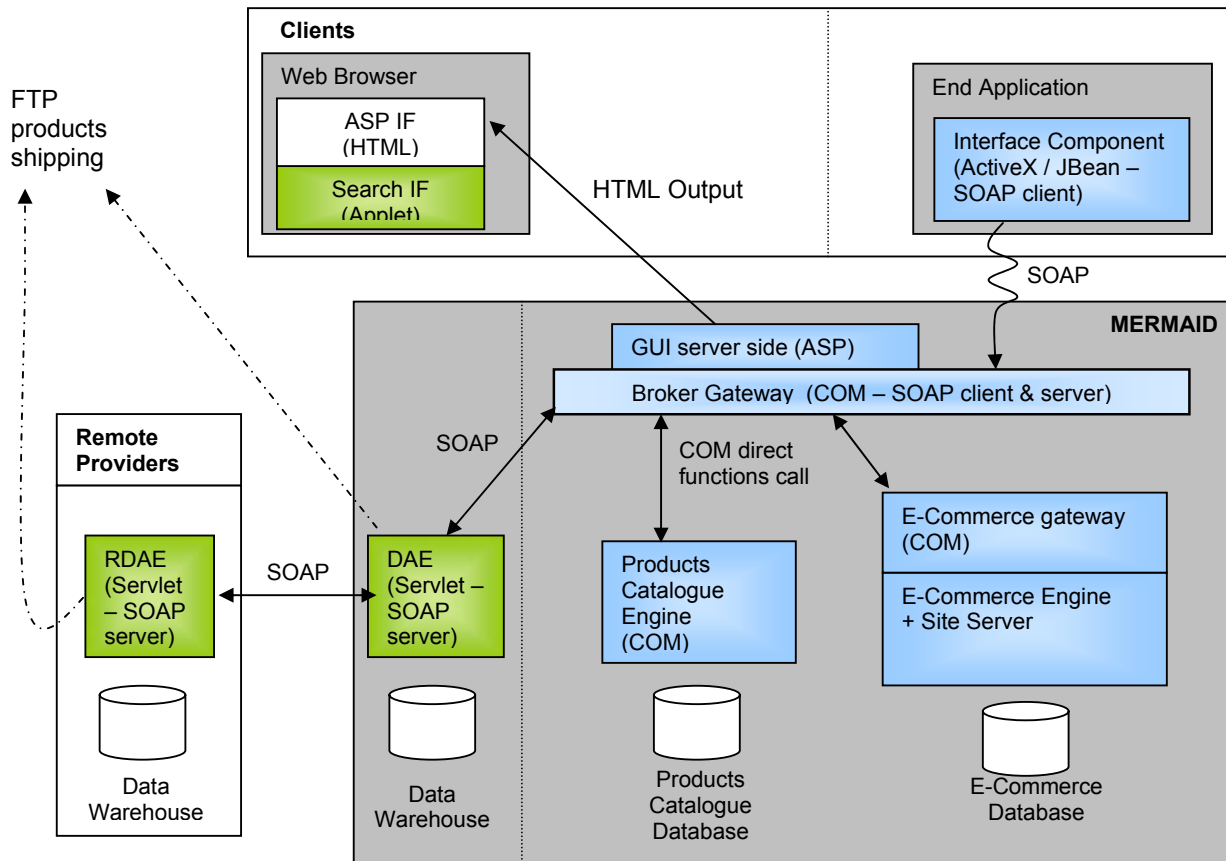 Clients
Web Browser
ASP IF
(HTML)
Search IF
(Applet)
HTML Output
End Application
Interface Component
(ActiveX / JBean –
SOAP client)
SOAP
FTP
products
shipping
MERMAID
GUI server side (ASP)
Broker Gateway (COM – SOAP client & server)
SOAP
COM direct
functions call
Remote
Providers
RDAE
(Servlet
– SOAP
server)
SOAP
DAE
(Servlet –
SOAP
server)
Products
Catalogue
Engine
(COM)
E-Commerce gateway
(COM)
E-Commerce Engine
+ Site Server
Data
Warehouse
Data
Warehouse
Products
Catalogue
Database
E-Commerce
Database